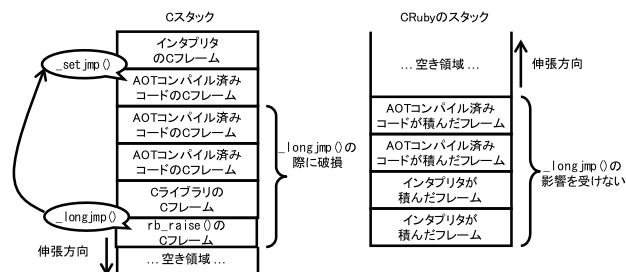 Cスタック
インタプリタ
のCフレーム
_setjmp()
AOTコンパイル済み
コードのCフレーム
AOTコンパイル済み
コードのCフレーム
AOTコンパイル済み
コードのCフレーム
Cライブラリの
Cフレーム
_longjmp()
rb_raise()の
Cフレーム
伸張方向
... 空き領域 ...
_longjmp()の
際に破損
CRubyのスタック
... 空き領域 ...
伸張方向
AOTコンパイル済み
コードが積んだフレーム
AOTコンパイル済み
コードが積んだフレーム
インタプリタが
積んだフレーム
インタプリタが
積んだフレーム
_longjmp()の
影響を受けない